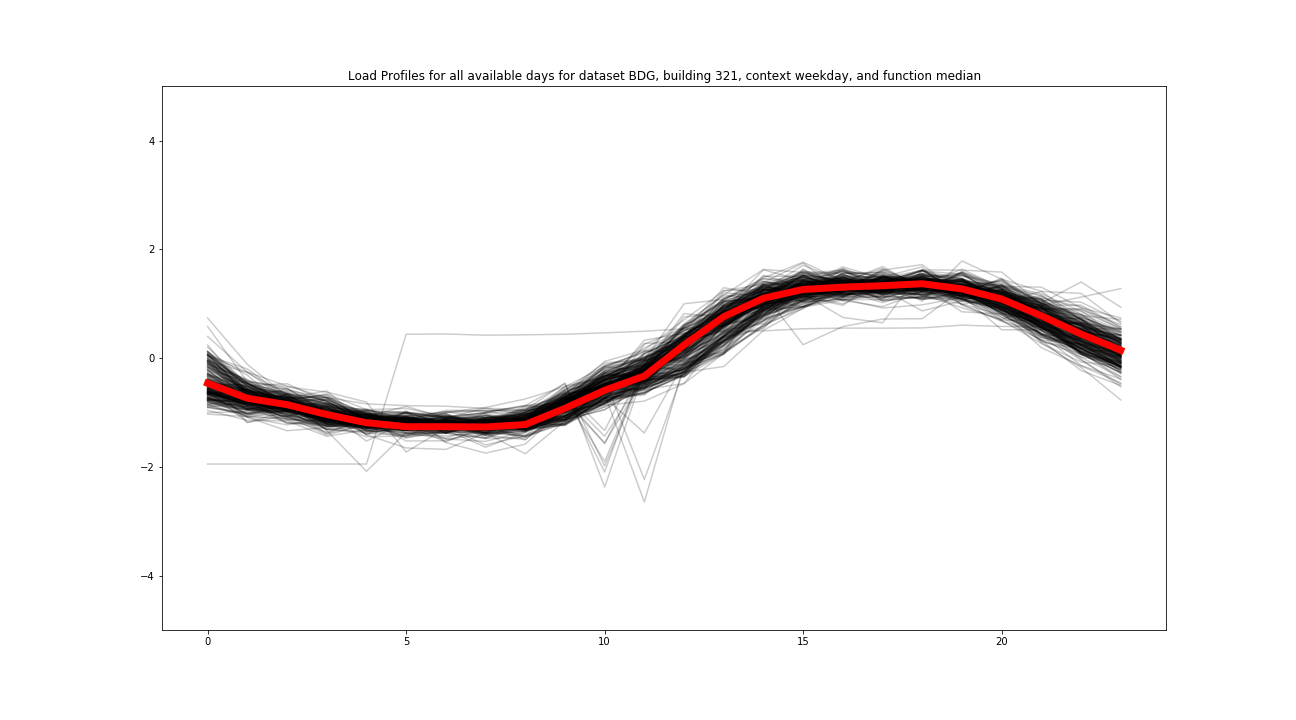 Load Profiles for all available days for dataset BDG, building 321, context weekday, and function median
4
2
0
−2
−4
0 5 10 15 20